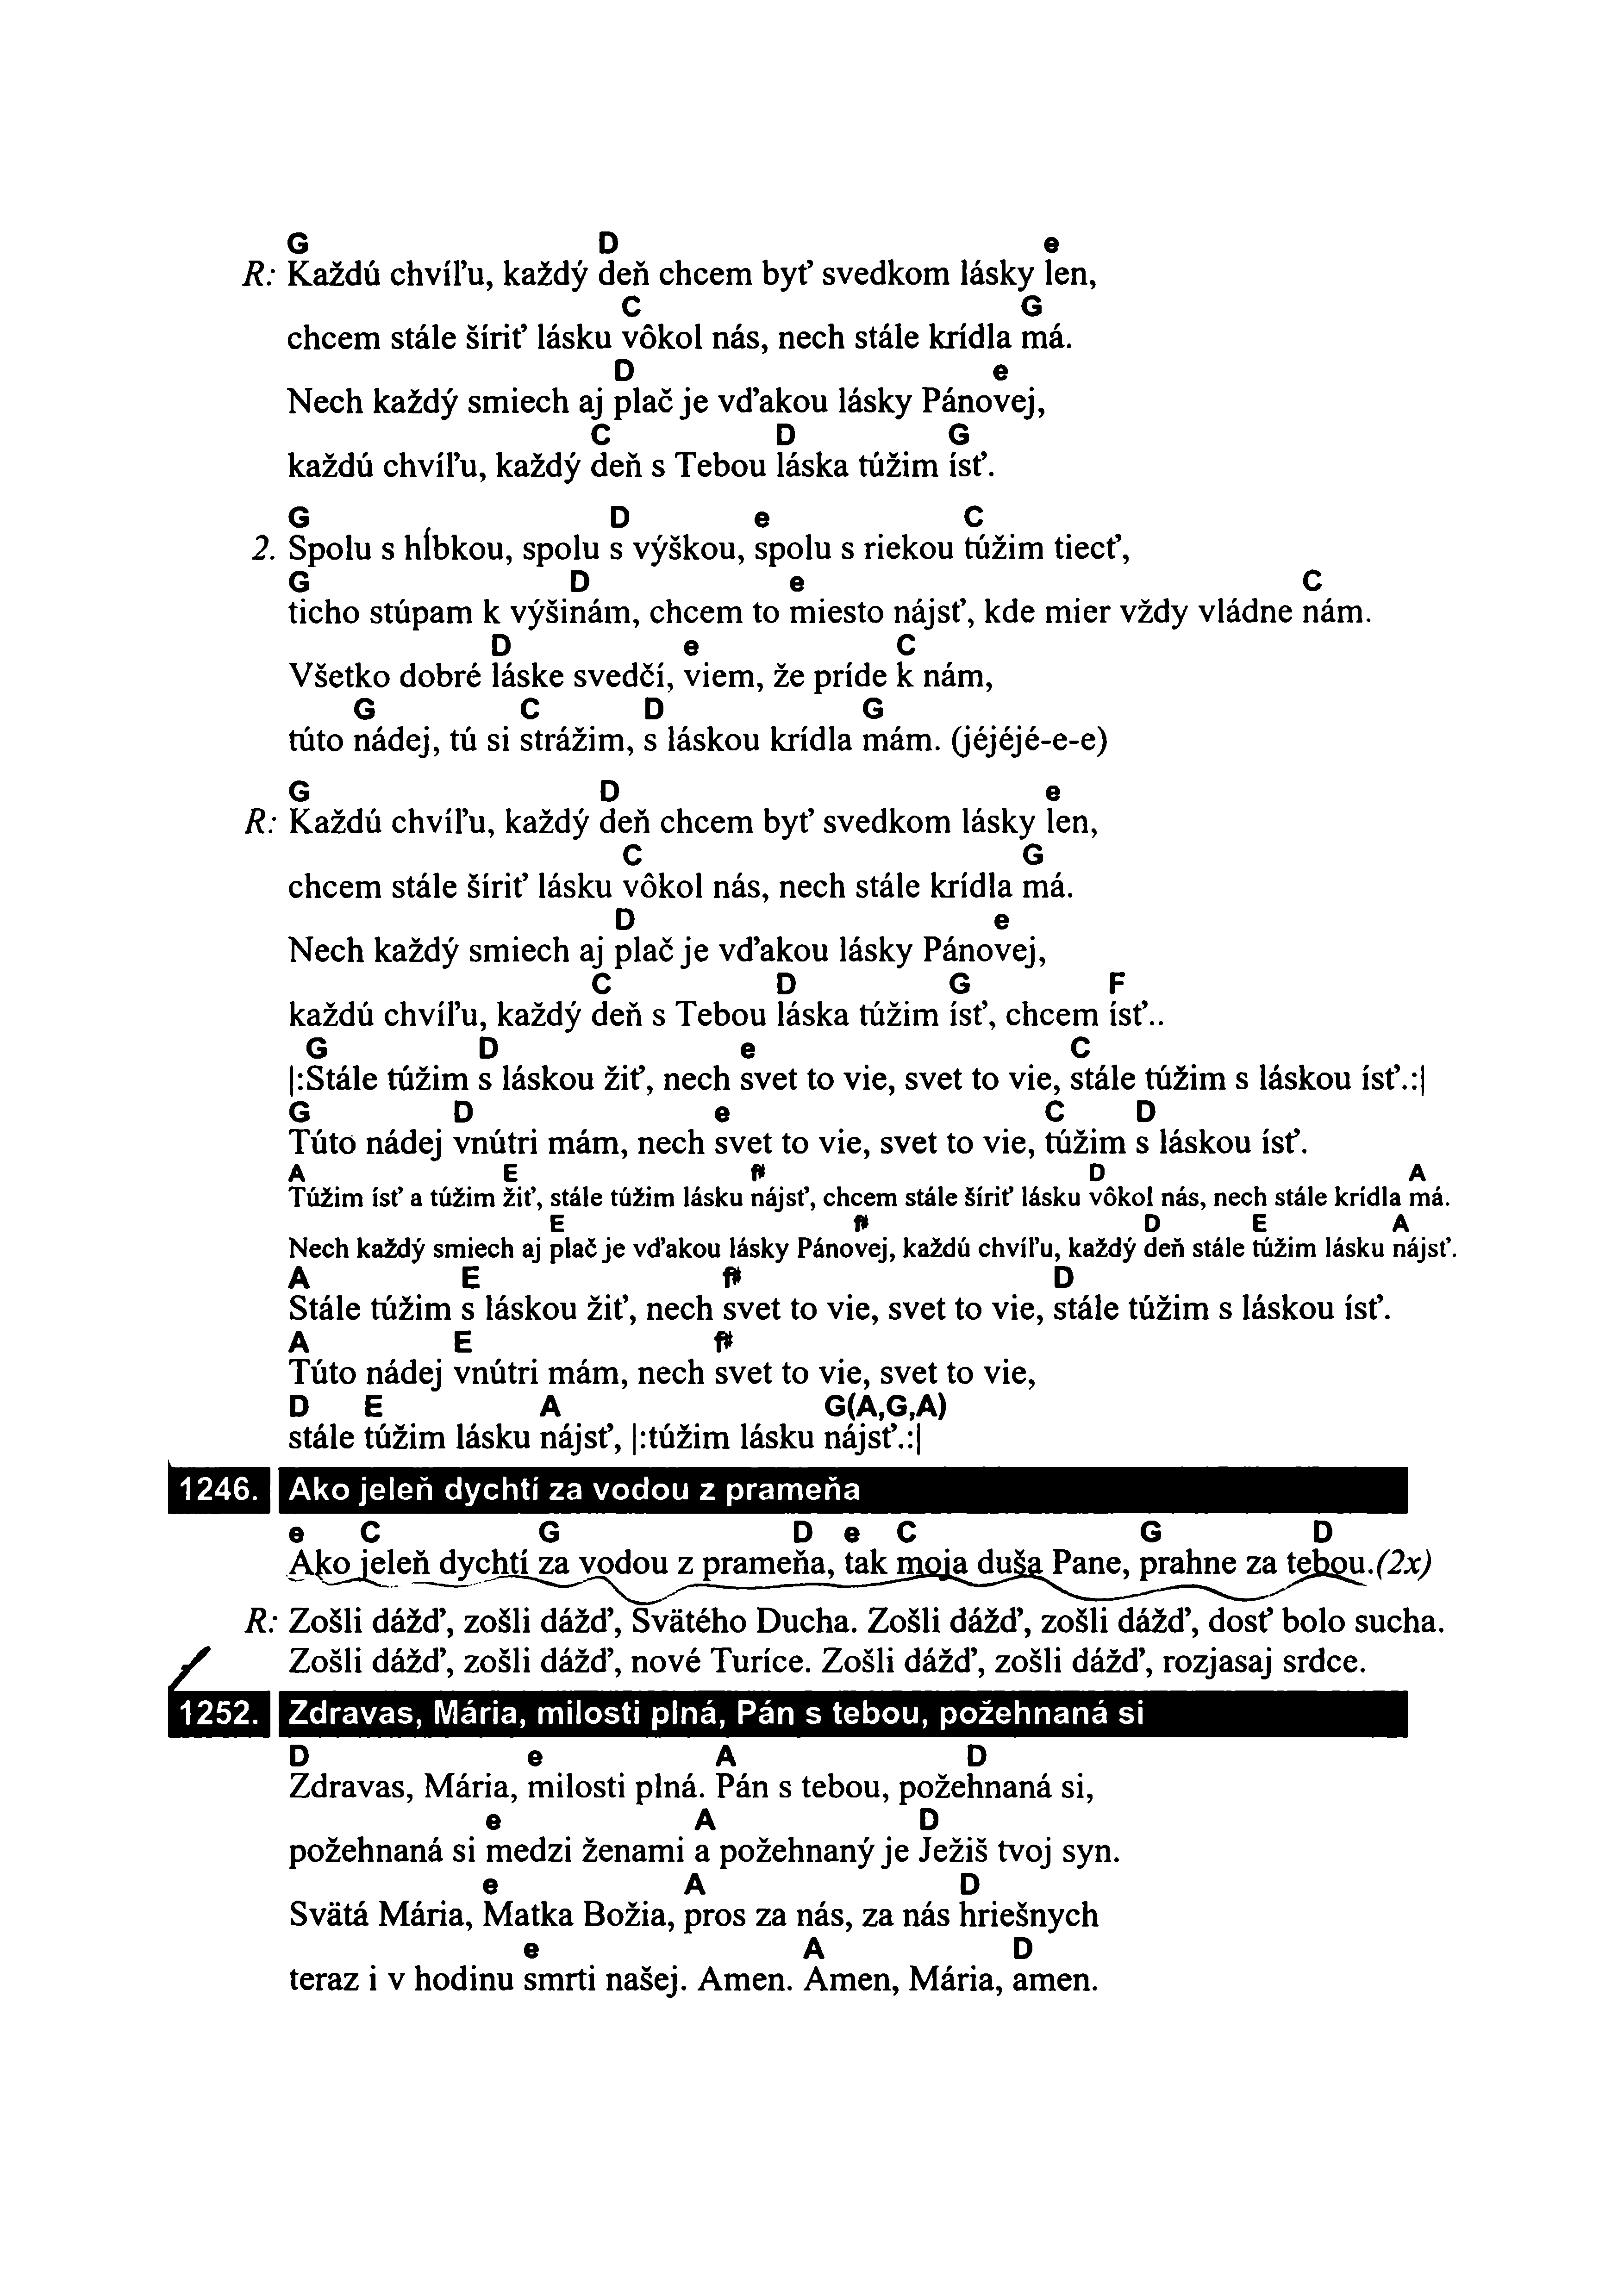 G D e
R: Každú chvíľu, každý deň chcem byť svedkom lásky len,
C G
chcem stále šíriť lásku vôkol nás, nech stále krídla má.
D e
Nech každý smiech aj plač je vďakou lásky Pánovej,
C D G
každú chvíľu, každý deň s Tebou láska túžim ísť.
G D e C
2. Spolu s hĺbkou, spolu s výškou, spolu s riekou túžim tiecť,
G D e C
ticho stúpam k výšinám, chcem to miesto nájsť, kde mier vždy vládne nám.
D e C
Všetko dobré láske svedčí, viem, že príde k nám,
G C D G
túto nádej, tú si strážim, s láskou krídla mám. (jéjéjé-e-e)
G D e
R: Každú chvíľu, každý deň chcem byť svedkom lásky len,
C G
chcem stále šíriť lásku vôkol nás, nech stále krídla má.
D e
Nech každý smiech aj plač je vďakou lásky Pánovej,
C D G F
každú chvíľu, každý deň s Tebou láska túžim ísť, chcem ísť..
G D e C
|:Stále túžim s láskou žiť, nech svet to vie, svet to vie, stále túžim s láskou ísť.:|
G D e C D
Túto nádej vnútri mám, nech svet to vie, svet to vie, túžim s láskou ísť.
A E f# D A
Túžim ísť a túžim žiť, stále túžim lásku nájsť, chcem stále šíriť lásku vôkol nás, nech stále krídla má.
E f# D E A
Nech každý smiech aj plač je vďakou lásky Pánovej, každú chvíľu, každý deň stále túžim lásku nájsť.
A E f# D
Stále túžim s láskou žiť, nech svet to vie, svet to vie, stále túžim s láskou ísť.
A E f#
Túto nádej vnútri mám, nech svet to vie, svet to vie,
D E A G(A,G,A)
stále túžim lásku nájsť, |:túžim lásku nájsť.:|
1246. Ako jeleň dychtí za vodou z prameňa
e C G D e C G D
Ako jeleň dychtí za vodou z prameňa, tak moja duša Pane, prahne za tebou.(2x)
R: Zošli dážď, zošli dážď, Svätého Ducha. Zošli dážď, zošli dážď, dosť bolo sucha.
Zošli dážď, zošli dážď, nové Turíce. Zošli dážď, zošli dážď, rozjasaj srdce.
1252. Zdravas, Mária, milosti plná, Pán s tebou, požehnaná si
D e A D
Zdravas, Mária, milosti plná. Pán s tebou, požehnaná si,
e A D
požehnaná si medzi ženami a požehnaný je Ježiš tvoj syn.
e A D
Svätá Mária, Matka Božia, pros za nás, za nás hriešnych
e A D
teraz i v hodinu smrti našej. Amen. Amen, Mária, amen.